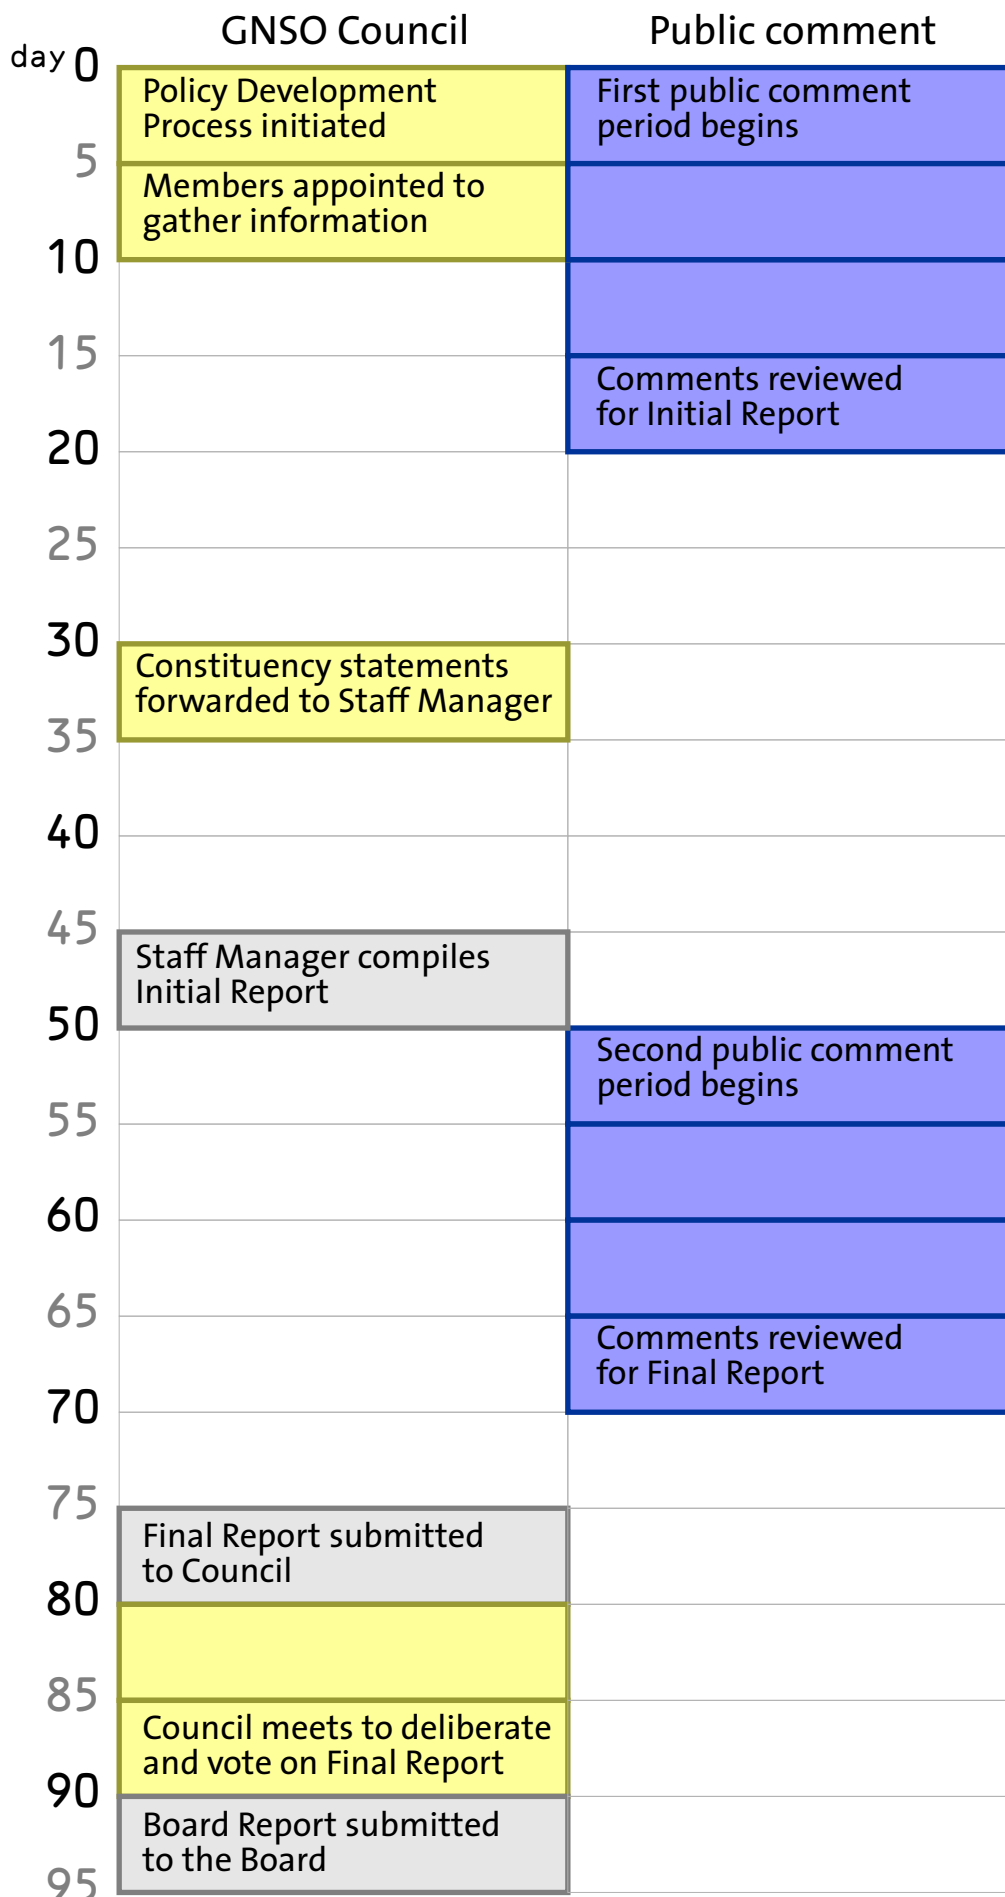 GNSO Council
Public comment
day 0
Policy Development
Process initiated
First public comment
period begins
5
Members appointed to
gather information
10
15
Comments reviewed
for Initial Report
20
25
30
Constituency statements
forwarded to Staff Manager
35
40
45
Staff Manager compiles
Initial Report
50
Second public comment
period begins
55
60
65
Comments reviewed
for Final Report
70
75
Final Report submitted
to Council
80
85
Council meets to deliberate
and vote on Final Report
90
Board Report submitted
to the Board
95